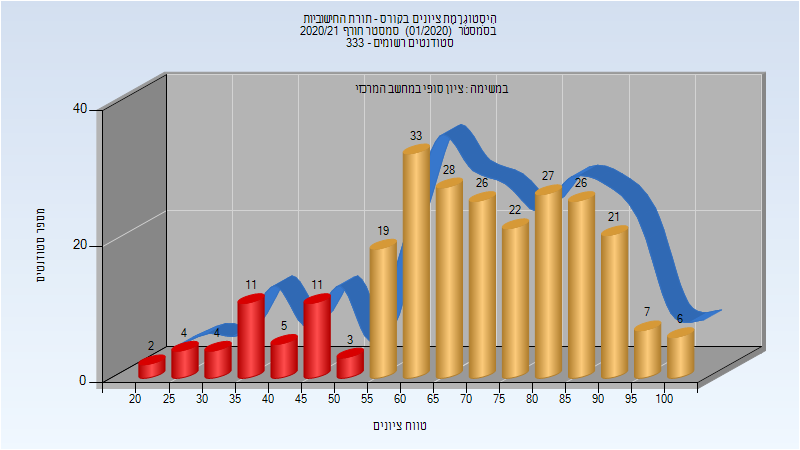 היסטוגרמת ציונים בקורס - תורת החישוביות
בסמסטר (01/2020) סמסטר חורף 2020/21
סטודנטים רשומים - 333
במשימה : ציון סופי במחשב המרכזי
מספר סטודנטים
40
20
0
2 4 4 11 5 11 3 19 33 28 26 22 27 26 21 7 6
20 25 30 35 40 45 50 55 60 65 70 75 80 85 90 95 100
טווח ציונים